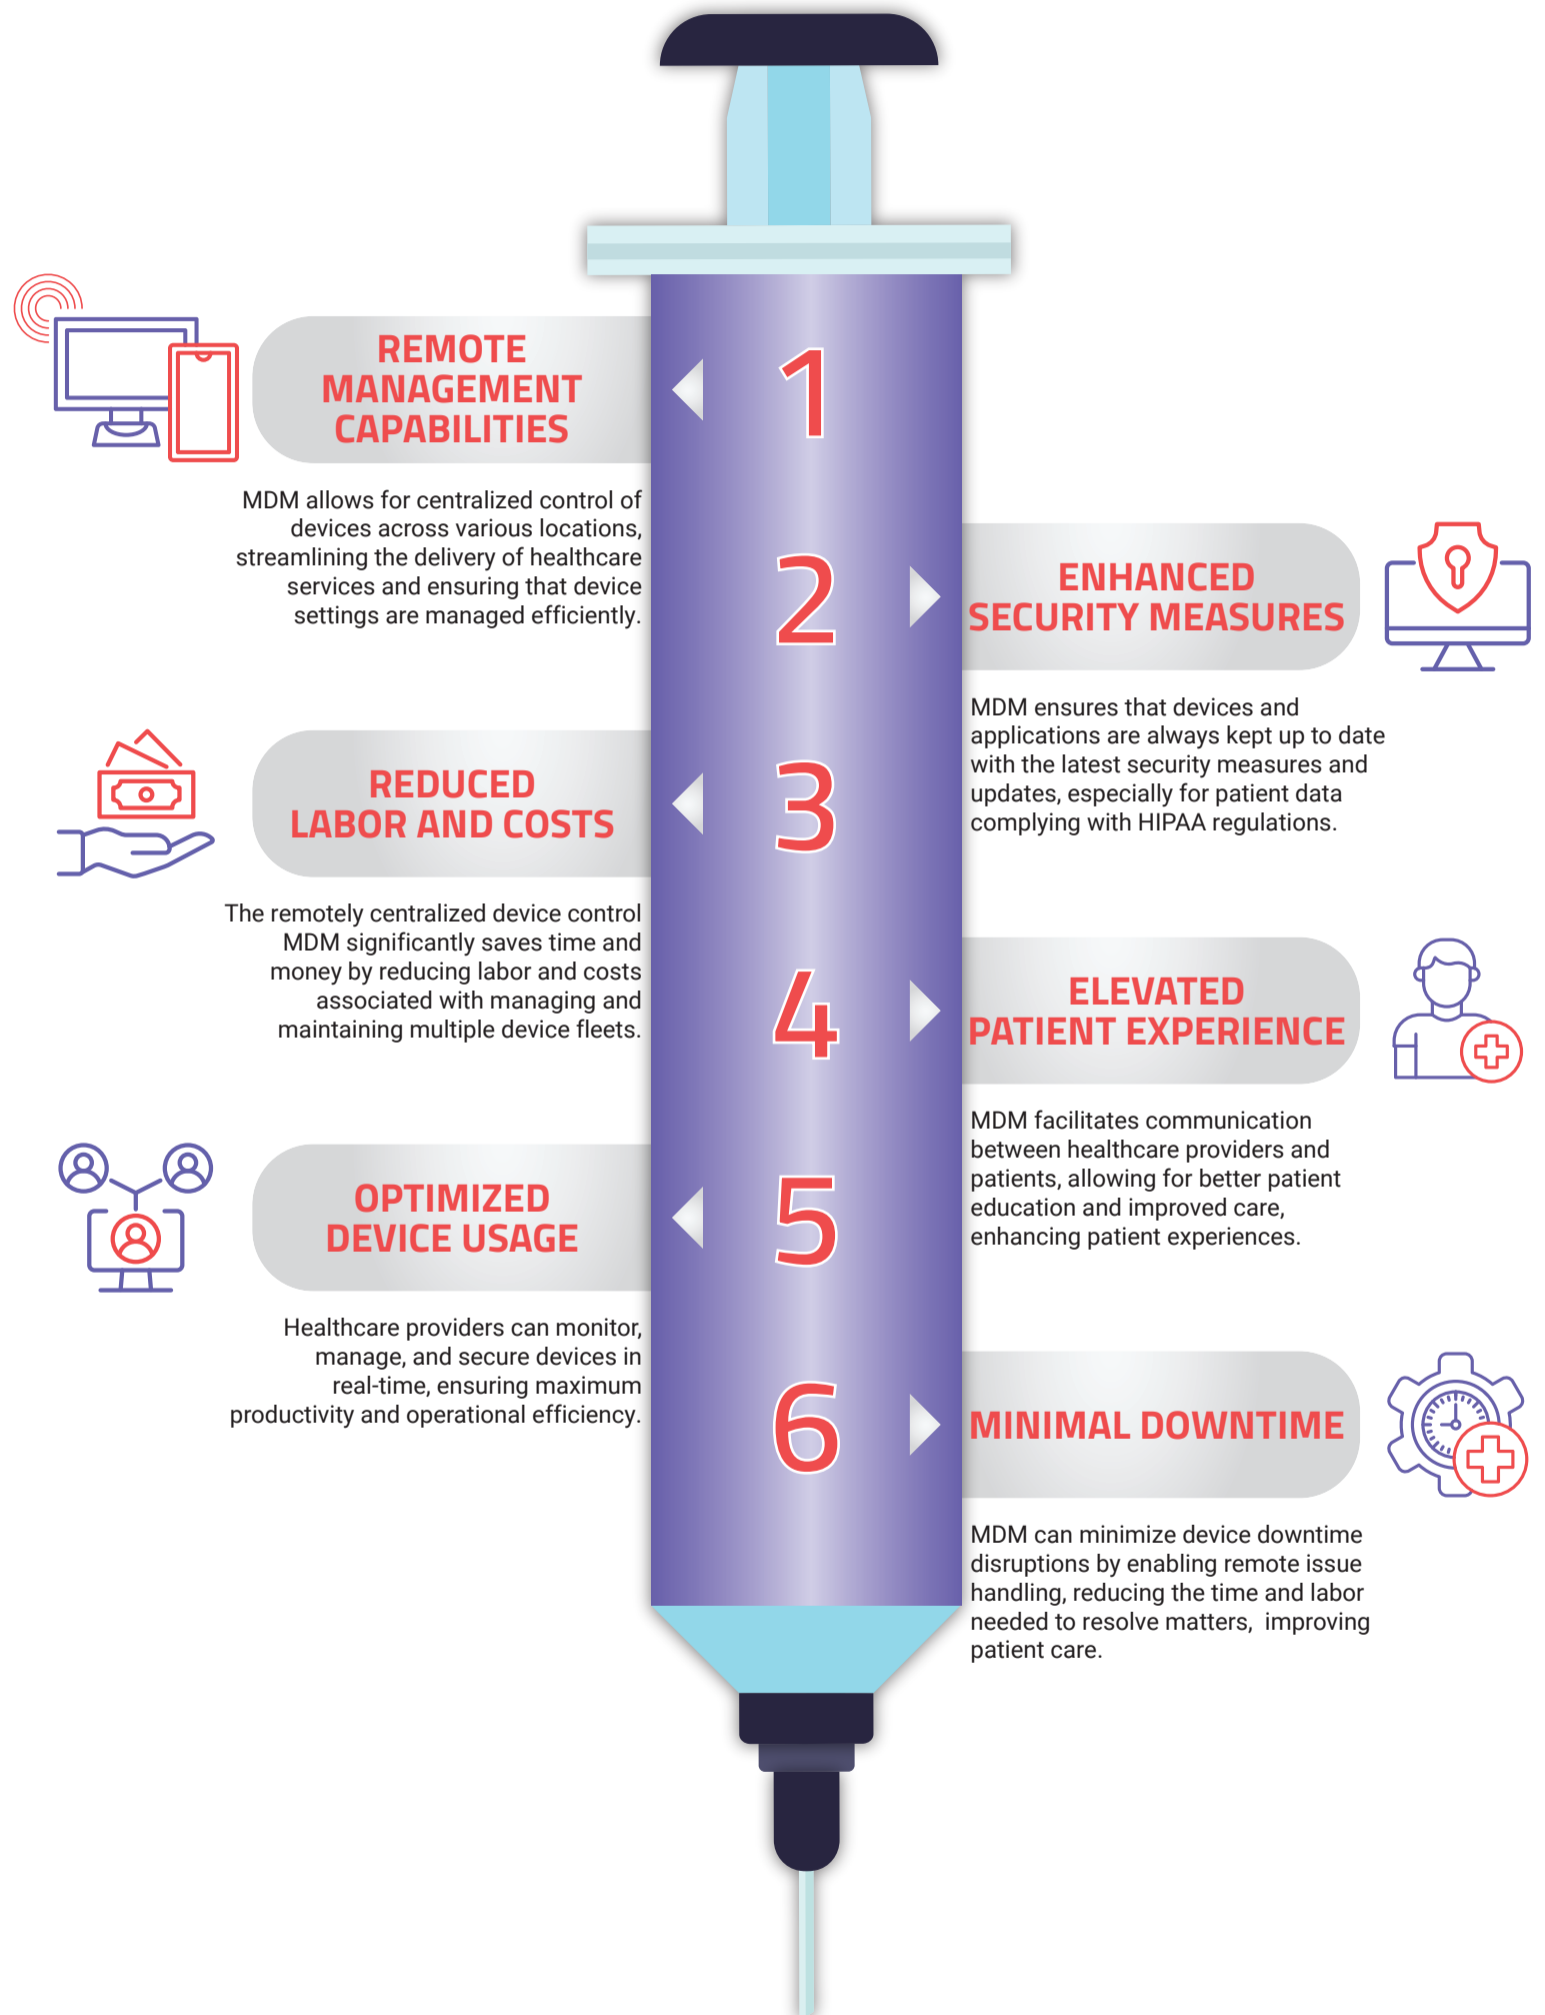 1
REMOTE
MANAGEMENT
CAPABILITIES
MDM allows for centralized control of
devices across various locations,
streamlining the delivery of healthcare
services and ensuring that device
settings are managed efficiently.
2
ENHANCED
SECURITY MEASURES
MDM ensures that devices and
applications are always kept up to date
with the latest security measures and
updates, especially for patient data
complying with HIPAA regulations.
3
REDUCED
LABOR AND COSTS
The remotely centralized device control
MDM significantly saves time and
money by reducing labor and costs
associated with managing and
maintaining multiple device fleets.
4
ELEVATED
PATIENT EXPERIENCE
MDM facilitates communication
between healthcare providers and
patients, allowing for better patient
education and improved care,
enhancing patient experiences.
5
OPTIMIZED
DEVICE USAGE
Healthcare providers can monitor,
manage, and secure devices in
real-time, ensuring maximum
productivity and operational efficiency.
6
MINIMAL DOWNTIME
MDM can minimize device downtime
disruptions by enabling remote issue
handling, reducing the time and labor
needed to resolve matters,  improving
patient care.